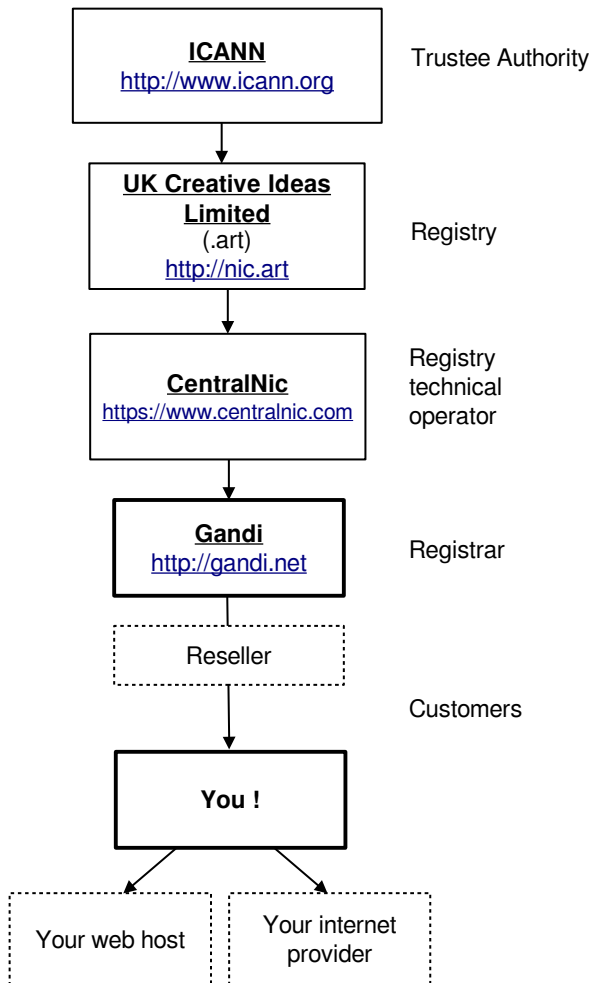 ICANN
http://www.icann.org
Trustee Authority
UK Creative Ideas
Limited
(.art)
http://nic.art
Registry
CentralNic
https://www.centralnic.com
Registry
technical
operator
Gandi
http://gandi.net
Registrar
Reseller
Customers
You !
Your web host
Your internet
provider